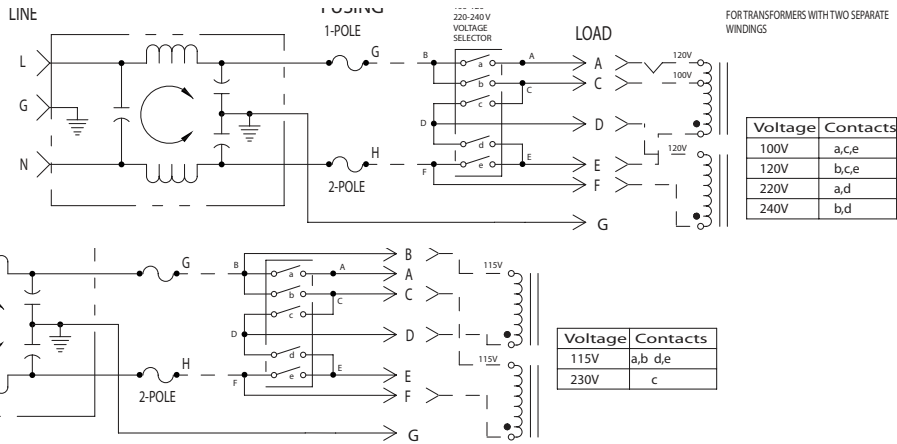 LINE
FUSING
1-POLE
220-240 V
VOLTAGE
SELECTOR
LOAD
FOR TRANSFORMERS WITH TWO SEPARATE
WINDINGS
L
G
N
G
H
2-POLE
B
D
F
a
b
c
d
e
A
C
E
A
C
D
E
F
G
120V
100V
120V
Voltage Contacts
100V a,c,e
120V b,c,e
220V a,d
240V b,d
G
H
2-POLE
B
D
F
a
b
c
d
e
A
C
E
B
A
C
D
E
F
G
115V
115V
Voltage Contacts
115V a,b d,e
230V c